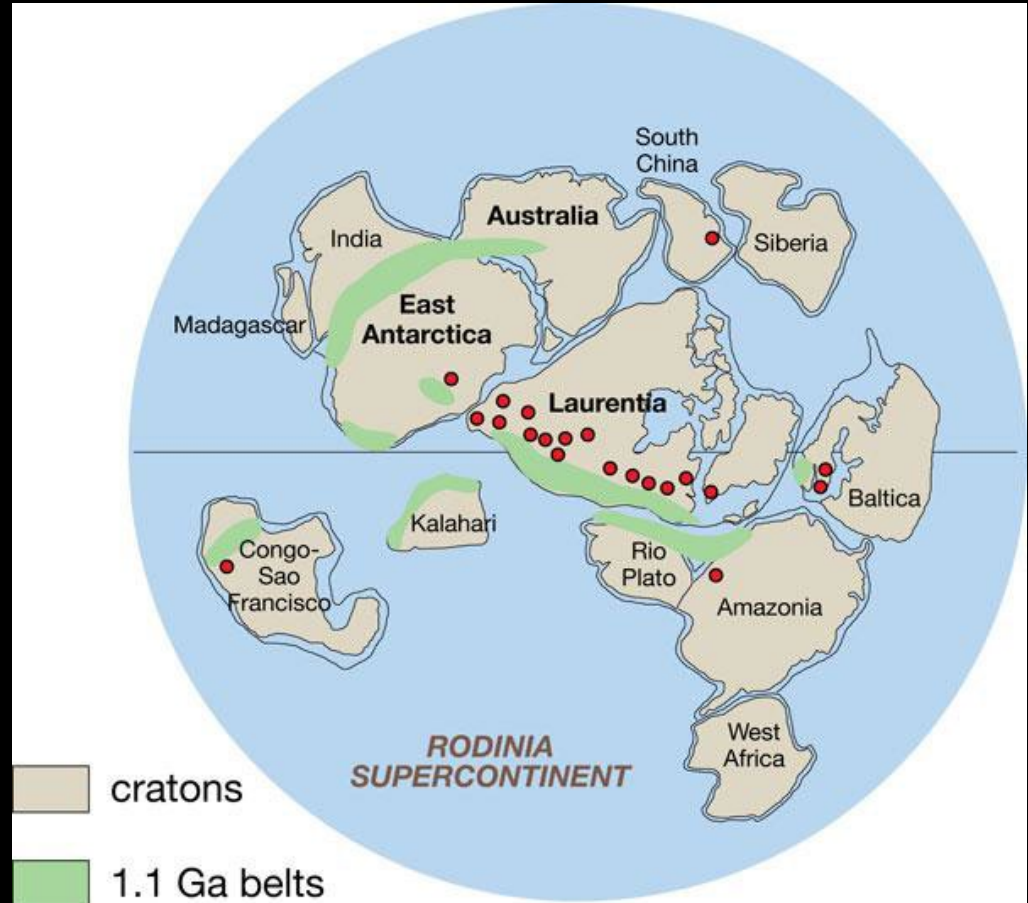 South
China
Australia
India
Siberia
East
Antarctica
Madagascar
Laurentia
Baltica
Kalahari
Congo-
Sao
Francisco
Rio
Plato
Amazonia
West
Africa
RODINIA
SUPERCONTINENT
cratons
1.1 Ga belts